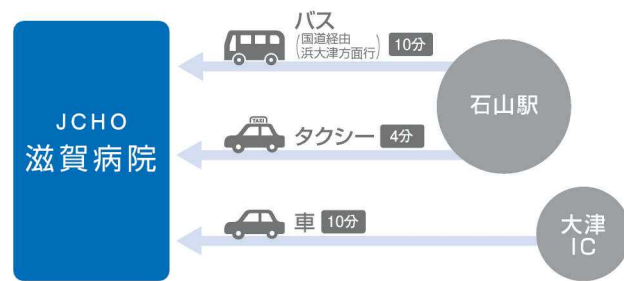 JCHO
滋賀病院
バス
(国道経由
浜大津方面行)
10分
TAXI
タクシー 4分
石山駅
車 10分
大津
IC